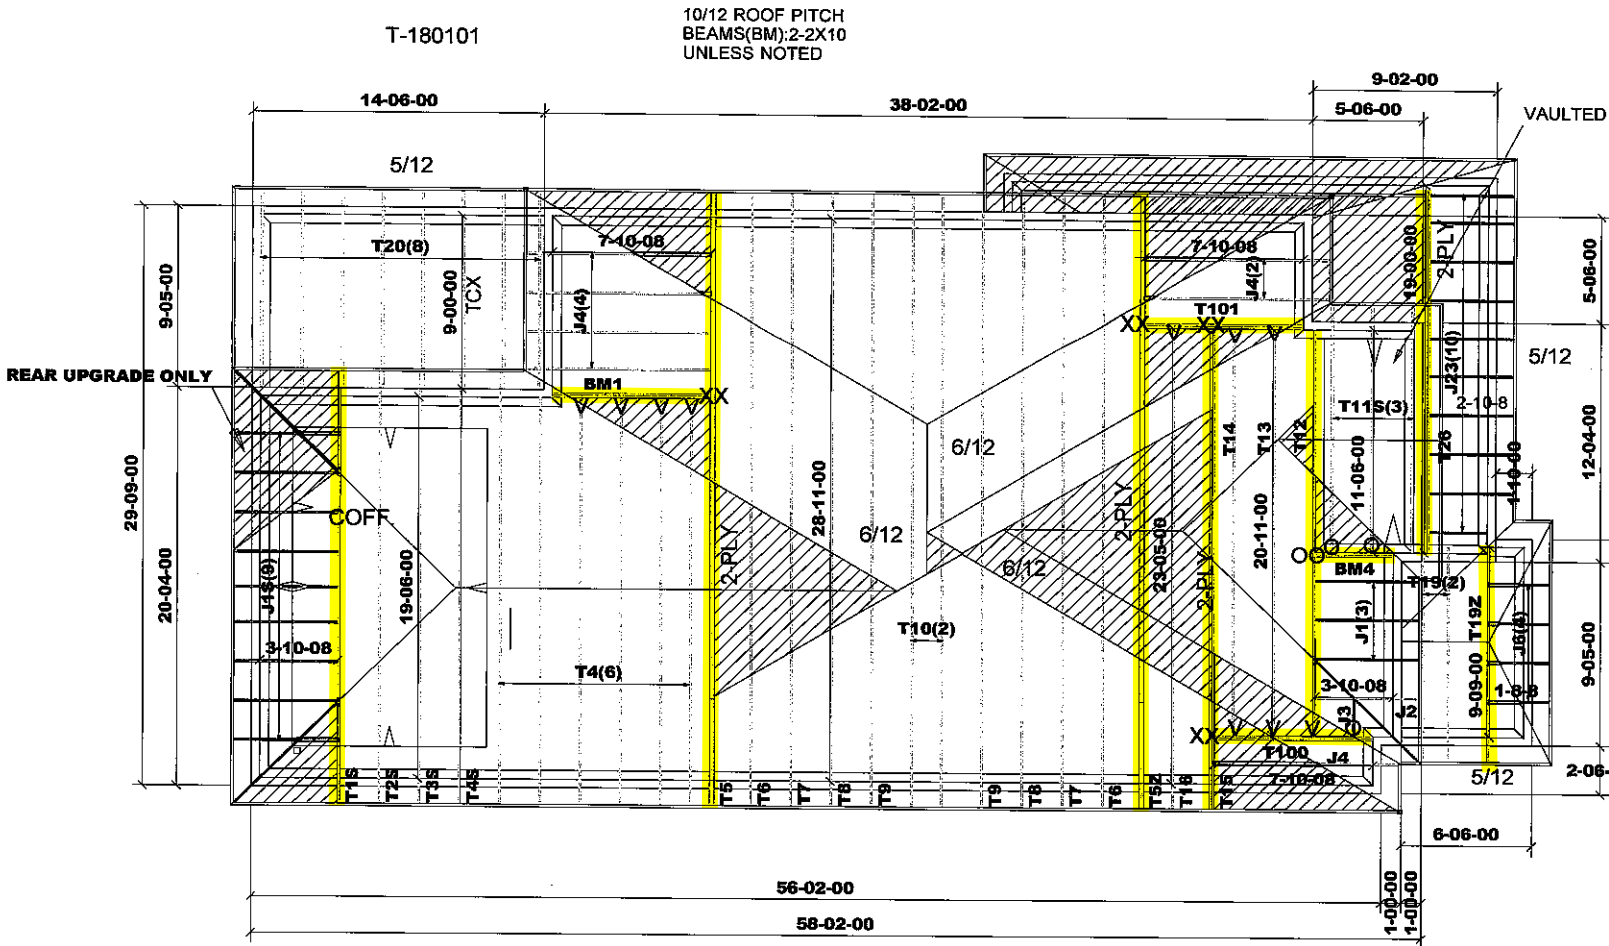 T-180101
10/12 ROOF PITCH
BEAMS(BM):2-2X10
UNLESS NOTED
9-02-00
14-06-00
38-02-00
5-06-00
VAULTED
5/12
T20(8)
7-10-08
7-10-08
19-00-00
2-PLY
9-05-00
9-00-00
TCX
J4(4)
J4(2)
5-06-00
T101
XX
XX
REAR UPGRADE ONLY
BM1
XX
J23(10)
5/12
T11S(3)
2-10-8
T14
T13
T12
T26
6/12
11-06-00
12-04-00
1-10-00
29-09-00
28-11-00
20-11-00
COFF
6/12
2-PLY
2-PLY
23-05-00
2-PLY
6/12
OO
O
O
BM4
T19(2)
20-04-00
J4S(9)
19-06-00
T10(2)
J1(3)
T19Z
J6(4)
9-05-00
3-10-08
T4(6)
3-10-08
9-09-00
1-8-8
J3
J2
XX
T100
J4
7-10-08
5/12
2-06-
T1S
T2S
T3S
T4S
T5
T6
T7
T8
T9
T9
T8
T7
T6
T5Z
T16
T15
6-06-00
56-02-00
1-00-00
1-00-00
58-02-00